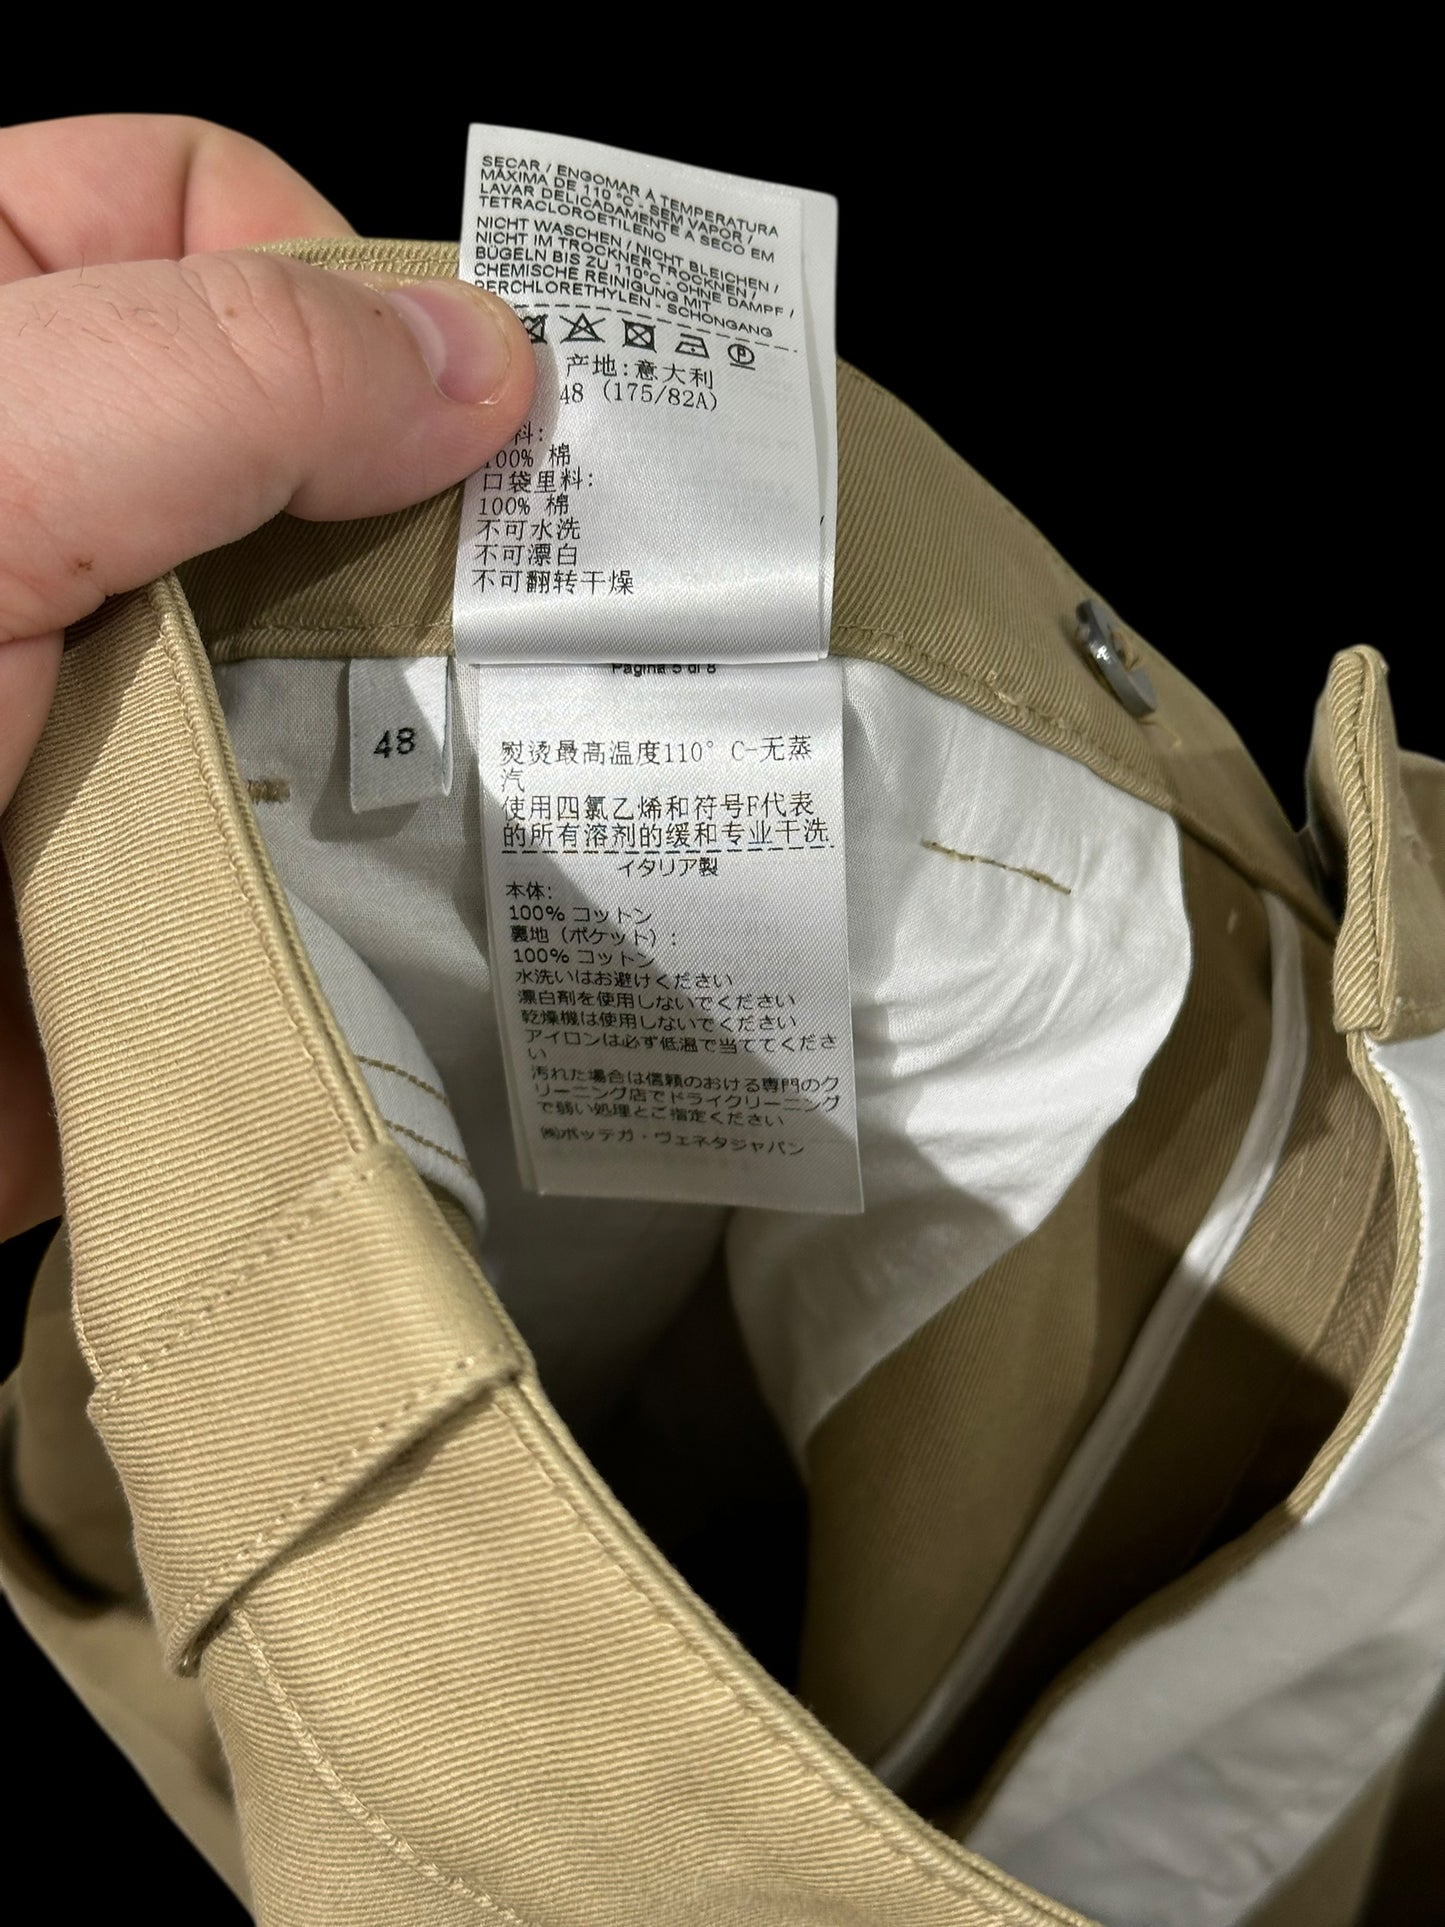 SECAR / ENGOMAR À TEMPERATURA
MÁXIMA DE 110 °C - SEM VAPOR /
LAVAR DELICADAMENTE A SECO EM
TETRACLOROETILENO
NICHT WASCHEN / NICHT BLEICHEN /
NICHT IM TROCKNER TROCKNEN /
BÜGELN BIS ZU 110°C - OHNE DAMPF /
CHEMISCHE REINIGUNG MIT
PERCHLORETHYLEN - SCHONGANG
产地:意大利
48 (175/82A)
料:
100% 棉
口袋里料:
100% 棉
不可水洗
不可漂白
不可翻转干燥
Pagina 5 di 8
48
熨烫最高温度110° C-无蒸
汽
使用四氯乙烯和符号F代表
的所有溶剂的缓和专业干洗
イタリア製
本体:
100% コットン
裏地（ポケット）:
100% コットン
水洗いはお避けください
漂白剤を使用しないでください
乾燥機は使用しないでください
アイロンは必ず低温で当ててくださ
い
汚れた場合は信頼のおける専門のク
リーニング店でドライクリーニング
で弱い処理とご指定ください
㈱ボッテガ・ヴェネタジャパン